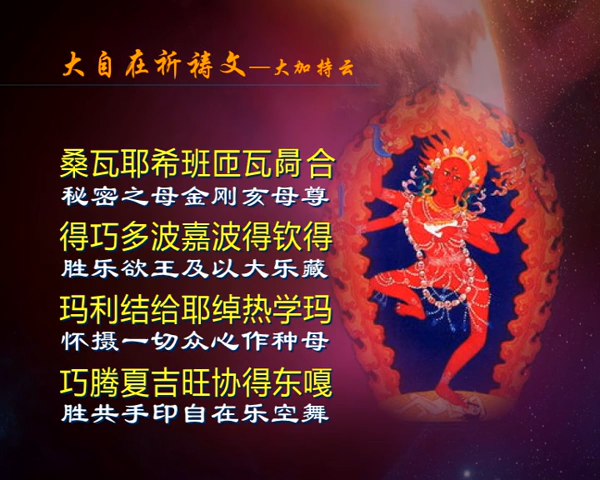 大自在祈祷文—大加持云
桑瓦耶希班匝瓦合
秘密之母金刚亥母尊
得巧多波嘉波得钦得
胜乐欲王及以大乐藏
玛利结给耶绰热学玛
怀摄一切众心作种母
巧腾夏吉旺协得东嘎
胜共手印自在乐空舞